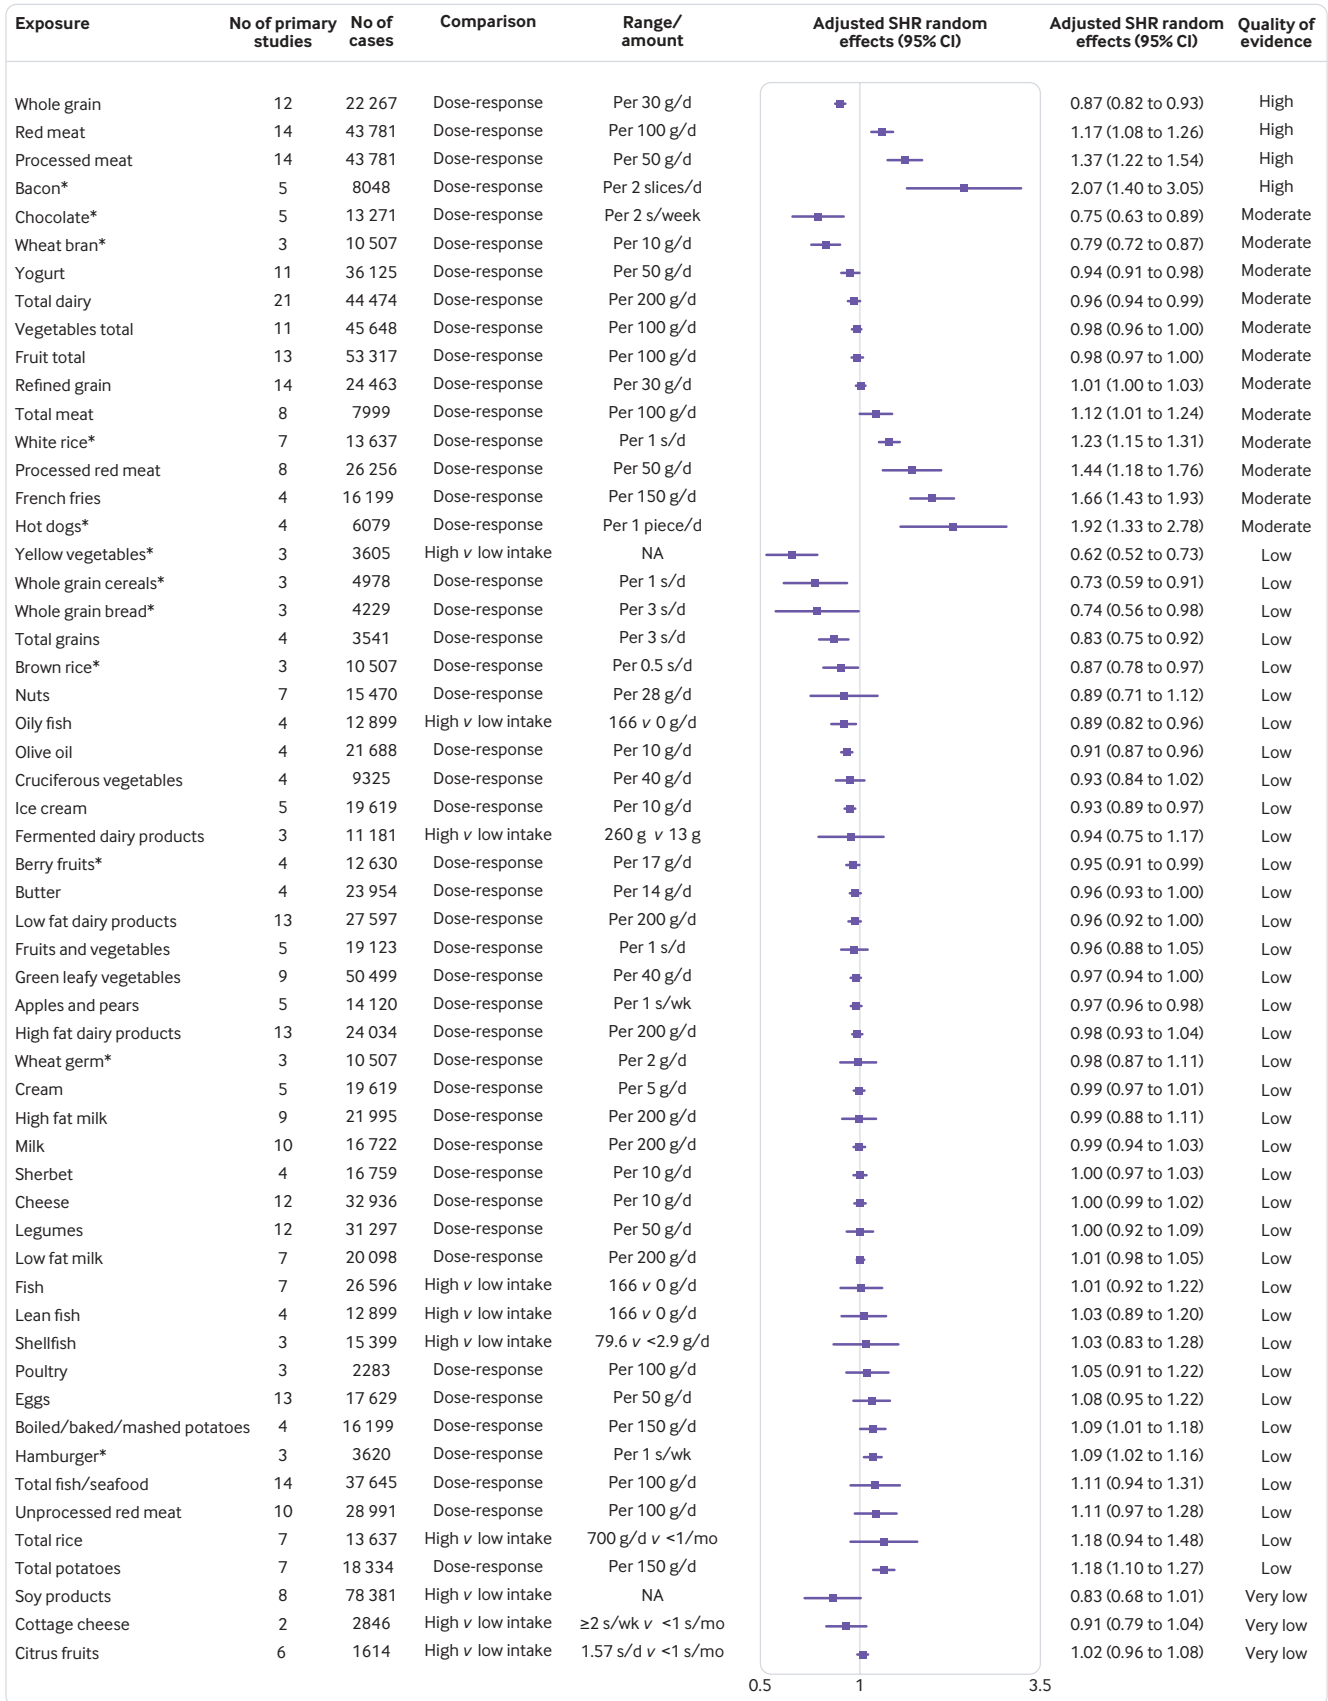 Exposure No of primary studies No of cases Comparison Range/ amount Adjusted SHR random effects (95% CI) Adjusted SHR random effects (95% CI) Quality of evidence
Whole grain 12 22 267 Dose-response Per 30 g/d 0.87 (0.82 to 0.93) High
Red meat 14 43 781 Dose-response Per 100 g/d 1.17 (1.08 to 1.26) High
Processed meat 14 43 781 Dose-response Per 50 g/d 1.37 (1.22 to 1.54) High
Bacon* 5 8048 Dose-response Per 2 slices/d 2.07 (1.40 to 3.05) High
Chocolate* 5 13 271 Dose-response Per 2 s/week 0.75 (0.63 to 0.89) Moderate
Wheat bran* 3 10 507 Dose-response Per 10 g/d 0.79 (0.72 to 0.87) Moderate
Yogurt 11 36 125 Dose-response Per 50 g/d 0.94 (0.91 to 0.98) Moderate
Total dairy 21 44 474 Dose-response Per 200 g/d 0.96 (0.94 to 0.99) Moderate
Vegetables total 11 45 648 Dose-response Per 100 g/d 0.98 (0.96 to 1.00) Moderate
Fruit total 13 53 317 Dose-response Per 100 g/d 0.98 (0.97 to 1.00) Moderate
Refined grain 14 24 463 Dose-response Per 30 g/d 1.01 (1.00 to 1.03) Moderate
Total meat 8 7999 Dose-response Per 100 g/d 1.12 (1.01 to 1.24) Moderate
White rice* 7 13 637 Dose-response Per 1 s/d 1.23 (1.15 to 1.31) Moderate
Processed red meat 8 26 256 Dose-response Per 50 g/d 1.44 (1.18 to 1.76) Moderate
French fries 4 16 199 Dose-response Per 150 g/d 1.66 (1.43 to 1.93) Moderate
Hot dogs* 4 6079 Dose-response Per 1 piece/d 1.92 (1.33 to 2.78) Moderate
Yellow vegetables* 3 3605 High v low intake NA 0.62 (0.52 to 0.73) Low
Whole grain cereals* 3 4978 Dose-response Per 1 s/d 0.73 (0.59 to 0.91) Low
Whole grain bread* 3 4229 Dose-response Per 3 s/d 0.74 (0.56 to 0.98) Low
Total grains 4 3541 Dose-response Per 3 s/d 0.83 (0.75 to 0.92) Low
Brown rice* 3 10 507 Dose-response Per 0.5 s/d 0.87 (0.78 to 0.97) Low
Nuts 7 15 470 Dose-response Per 28 g/d 0.89 (0.71 to 1.12) Low
Oily fish 4 12 899 High v low intake 166 v 0 g/d 0.89 (0.82 to 0.96) Low
Olive oil 4 21 688 Dose-response Per 10 g/d 0.91 (0.87 to 0.96) Low
Cruciferous vegetables 4 9325 Dose-response Per 40 g/d 0.93 (0.84 to 1.02) Low
Ice cream 5 19 619 Dose-response Per 10 g/d 0.93 (0.89 to 0.97) Low
Fermented dairy products 3 11 181 High v low intake 260 g v 13 g 0.94 (0.75 to 1.17) Low
Berry fruits* 4 12 630 Dose-response Per 17 g/d 0.95 (0.91 to 0.99) Low
Butter 4 23 954 Dose-response Per 14 g/d 0.96 (0.93 to 1.00) Low
Low fat dairy products 13 27 597 Dose-response Per 200 g/d 0.96 (0.92 to 1.00) Low
Fruits and vegetables 5 19 123 Dose-response Per 1 s/d 0.96 (0.88 to 1.05) Low
Green leafy vegetables 9 50 499 Dose-response Per 40 g/d 0.97 (0.94 to 1.00) Low
Apples and pears 5 14 120 Dose-response Per 1 s/wk 0.97 (0.96 to 0.98) Low
High fat dairy products 13 24 034 Dose-response Per 200 g/d 0.98 (0.93 to 1.04) Low
Wheat germ* 3 10 507 Dose-response Per 2 g/d 0.98 (0.87 to 1.11) Low
Cream 5 19 619 Dose-response Per 5 g/d 0.99 (0.97 to 1.01) Low
High fat milk 9 21 995 Dose-response Per 200 g/d 0.99 (0.88 to 1.11) Low
Milk 10 16 722 Dose-response Per 200 g/d 0.99 (0.94 to 1.03) Low
Sherbet 4 16 759 Dose-response Per 10 g/d 1.00 (0.97 to 1.03) Low
Cheese 12 32 936 Dose-response Per 10 g/d 1.00 (0.99 to 1.02) Low
Legumes 12 31 297 Dose-response Per 50 g/d 1.00 (0.92 to 1.09) Low
Low fat milk 7 20 098 Dose-response Per 200 g/d 1.01 (0.98 to 1.05) Low
Fish 7 26 596 High v low intake 166 v 0 g/d 1.01 (0.92 to 1.22) Low
Lean fish 4 12 899 High v low intake 166 v 0 g/d 1.03 (0.89 to 1.20) Low
Shellfish 3 15 399 High v low intake 79.6 v <2.9 g/d 1.03 (0.83 to 1.28) Low
Poultry 3 2283 Dose-response Per 100 g/d 1.05 (0.91 to 1.22) Low
Eggs 13 17 629 Dose-response Per 50 g/d 1.08 (0.95 to 1.22) Low
Boiled/baked/mashed potatoes 4 16 199 Dose-response Per 150 g/d 1.09 (1.01 to 1.18) Low
Hamburger* 3 3620 Dose-response Per 1 s/wk 1.09 (1.02 to 1.16) Low
Total fish/seafood 14 37 645 Dose-response Per 100 g/d 1.11 (0.94 to 1.31) Low
Unprocessed red meat 10 28 991 Dose-response Per 100 g/d 1.11 (0.97 to 1.28) Low
Total rice 7 13 637 High v low intake 700 g/d v <1/mo 1.18 (0.94 to 1.48) Low
Total potatoes 7 18 334 Dose-response Per 150 g/d 1.18 (1.10 to 1.27) Low
Soy products 8 78 381 High v low intake NA 0.83 (0.68 to 1.01) Very low
Cottage cheese 2 2846 High v low intake ≥2 s/wk v <1 s/mo 0.91 (0.79 to 1.04) Very low
Citrus fruits 6 1614 High v low intake 1.57 s/d v <1 s/mo 1.02 (0.96 to 1.08) Very low
0.5 1 3.5